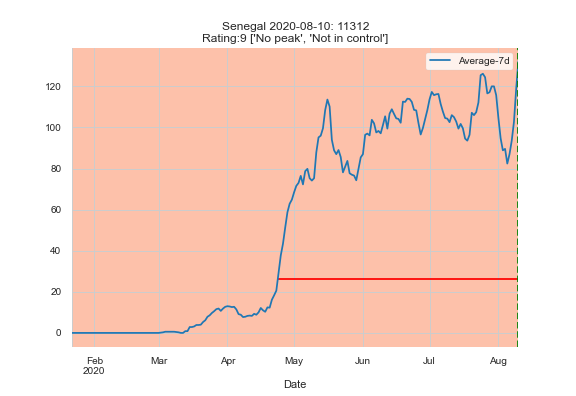 Senegal 2020-08-10: 11312
Rating:9 ['No peak', 'Not in control']
Average-7d
120
100
80
60
40
20
0
Feb Mar Apr May Jun Jul Aug
2020
Date